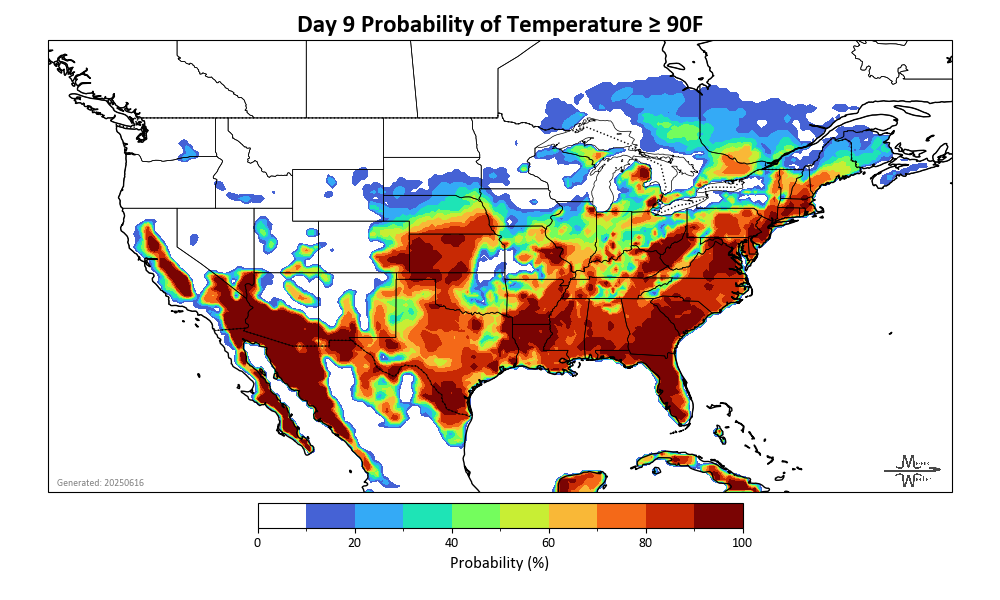 Day 9 Probability of Temperature ≥ 90F
Generated: 20250616
0 20 40 60 80 100
Probability (%)